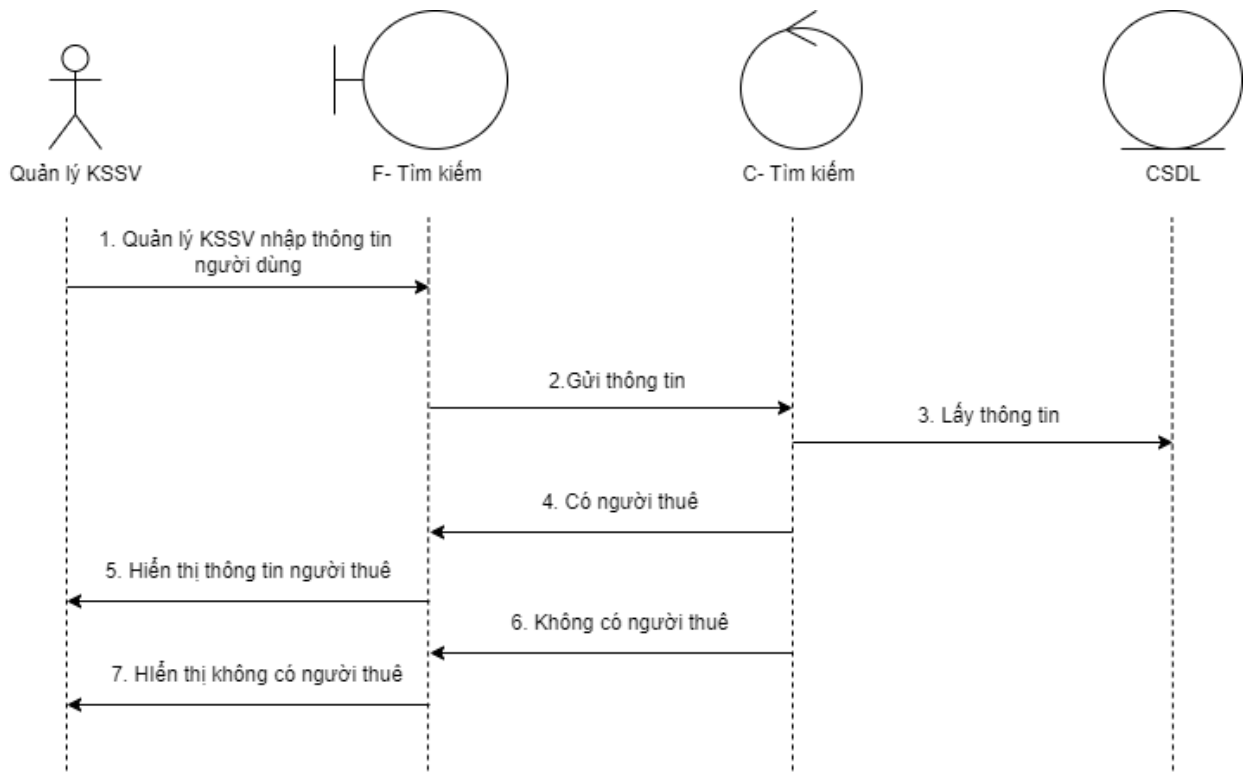 Quản lý KSSV
F- Tìm kiếm
C- Tìm kiếm
CSDL
1. Quản lý KSSV nhập thông tin
người dùng
2.Gửi thông tin
3. Lấy thông tin
4. Có người thuê
5. Hiển thị thông tin người thuê
6. Không có người thuê
7. HIển thị không có người thuê